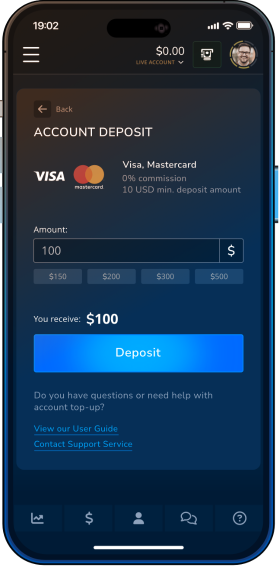 19:02
$0.00
LIVE ACCOUNT
Back
ACCOUNT DEPOSIT
VISA
mastercard
Visa, Mastercard
0% commission
10 USD min. deposit amount
Amount:
100 $
$150 $200 $300 $500
You receive: $100
Deposit
Do you have questions or need help with
account top-up?
View our User Guide
Contact Support Service